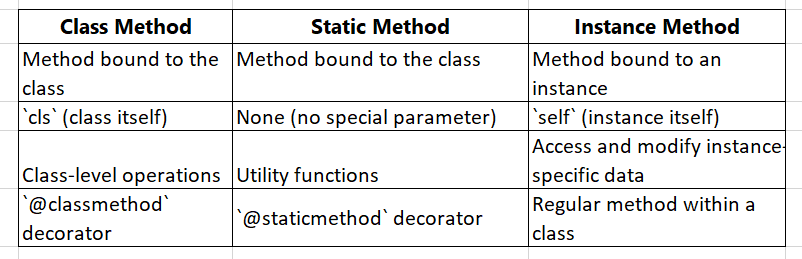 Class Method
Static Method
Instance Method
Method bound to the
class
Method bound to the class
Method bound to an
instance
`cls` (class itself)
None (no special parameter)
`self` (instance itself)
Class-level operations
Utility functions
Access and modify instance-
specific data
`@classmethod`
decorator
`@staticmethod` decorator
Regular method within a
class